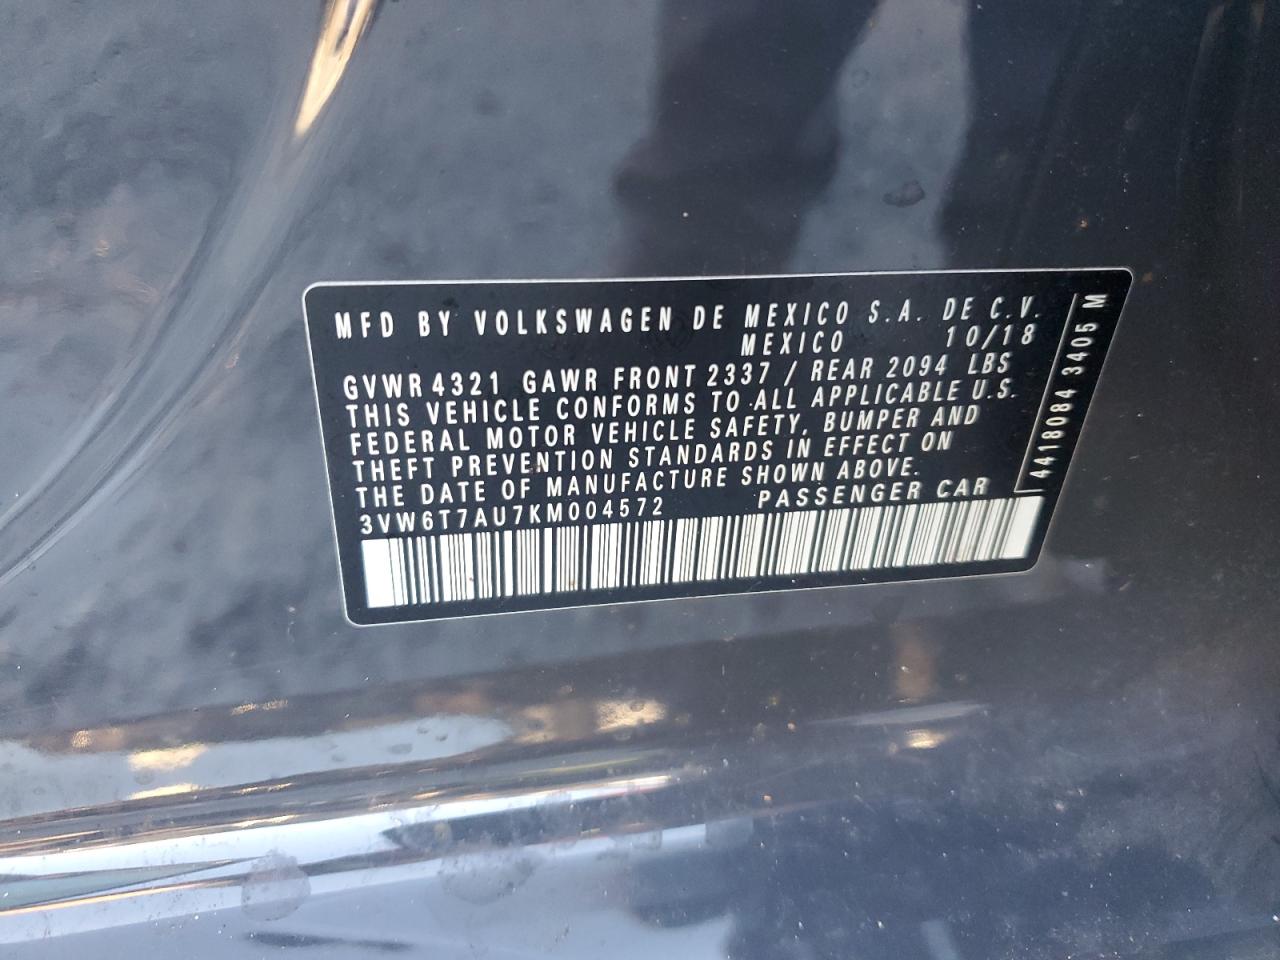 MFD BY VOLKSWAGEN DE MEXICO S.A. DE C.V.
MEXICO 10/18
GVWR 4321 GAWR FRONT 2337 / REAR 2094 LBS
THIS VEHICLE CONFORMS TO ALL APPLICABLE U.S.
FEDERAL MOTOR VEHICLE SAFETY, BUMPER AND
THEFT PREVENTION STANDARDS IN EFFECT ON
THE DATE OF MANUFACTURE SHOWN ABOVE.
3VW6T7AU7KM004572 PASSENGER CAR
4418084 3405 M